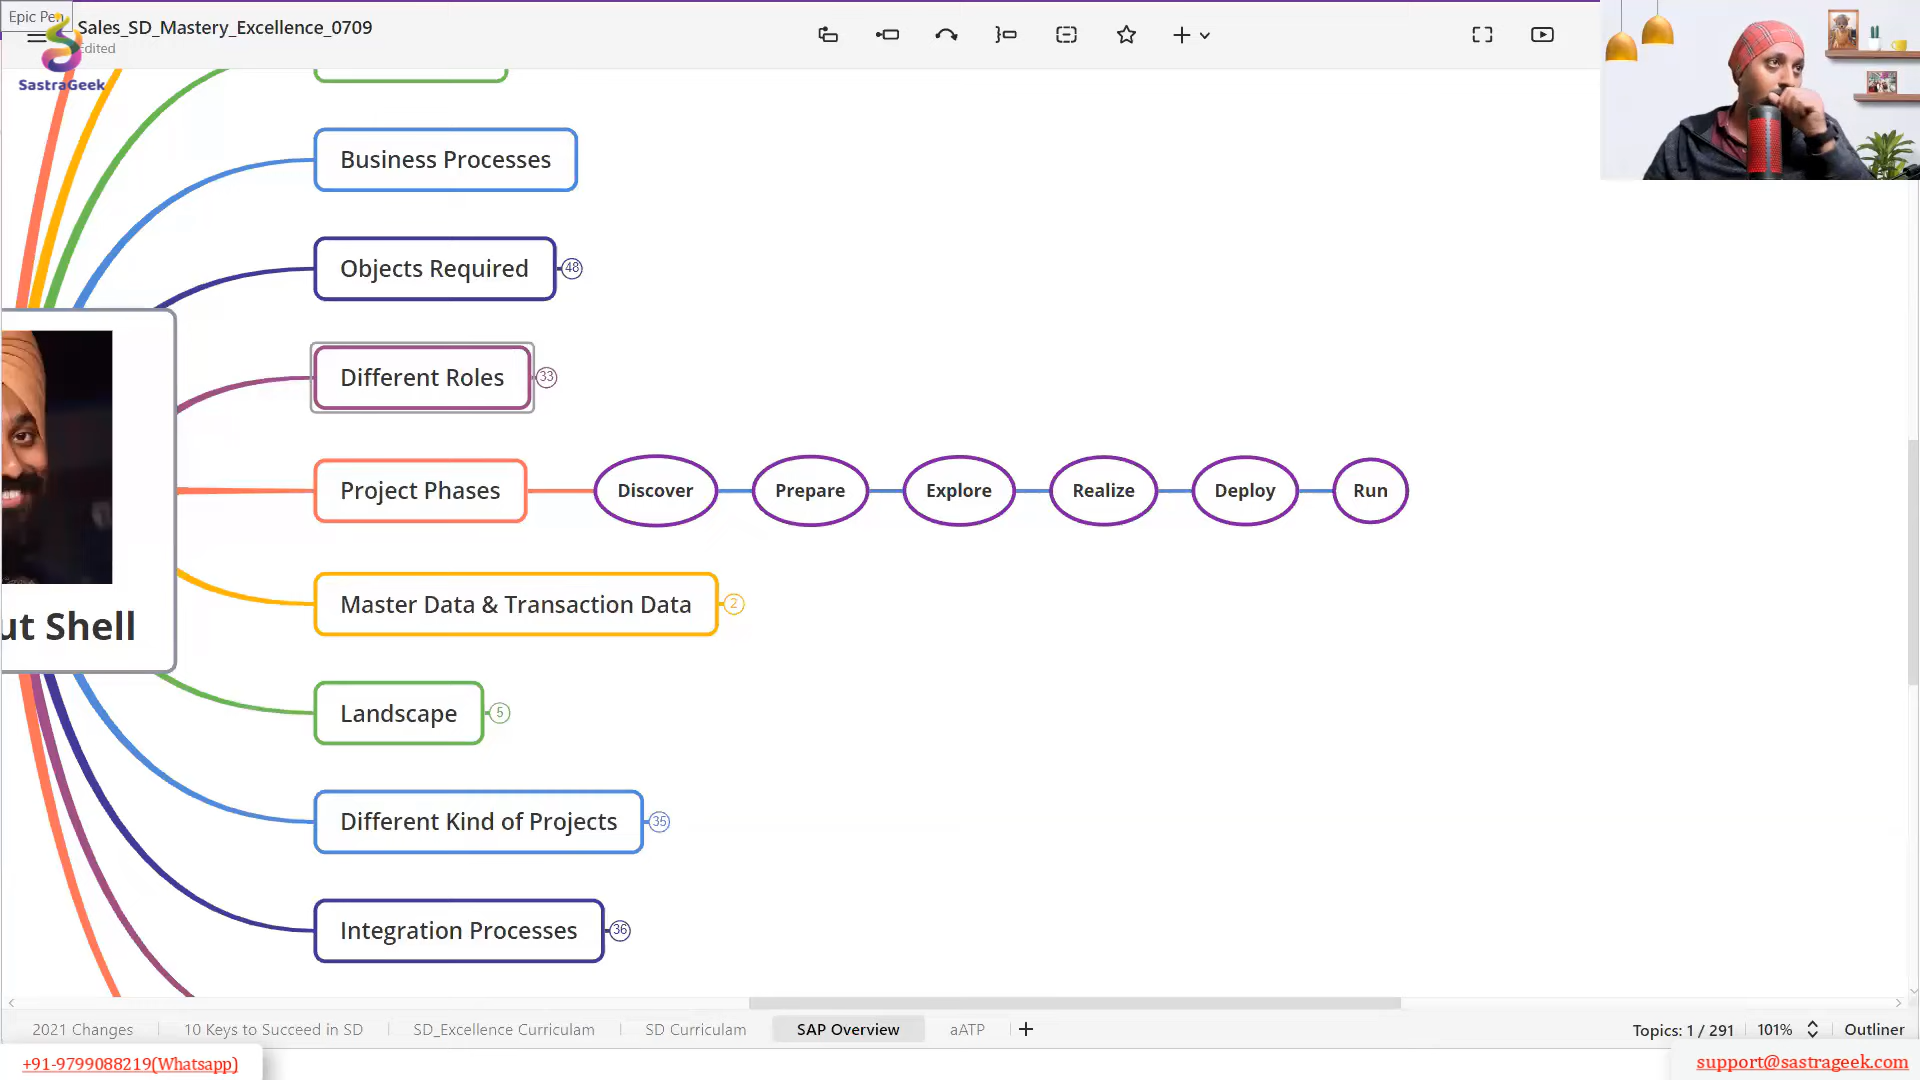 Epic Pen
Sales_SD_Mastery_Excellence_0709
Edited
SastraGeek
Business Processes
Objects Required
48
Different Roles
33
Project Phases
Discover
Prepare
Explore
Realize
Deploy
Run
ut Shell
Master Data & Transaction Data
2
Landscape
5
Different Kind of Projects
35
Integration Processes
36
2021 Changes
10 Keys to Succeed in SD
SD_Excellence Curriculam
SD Curriculam
SAP Overview
aATP
Topics: 1 / 291
101%
Outliner
+91-9799088219(Whatsapp)
support@sastrageek.com